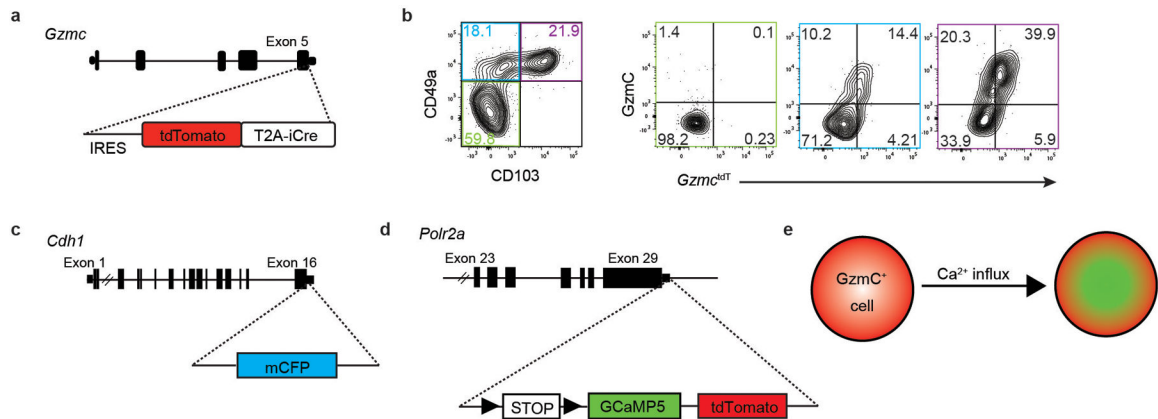 a
Gzmc
Exon 5
IRES
tdTomato
T2A-iCre
b
18.1 21.9
59.8
CD49a
CD103
1.4 0.1
98.2 0.23
GzmC
10.2 14.4
71.2 4.21
20.3 39.9
33.9 5.9
Gzmc^tdT
c
Cdh1
Exon 1 Exon 16
mCFP
d
Polr2a
Exon 23 Exon 29
STOP GCaMP5 tdTomato
e
GzmC⁺
cell
Ca²⁺ influx